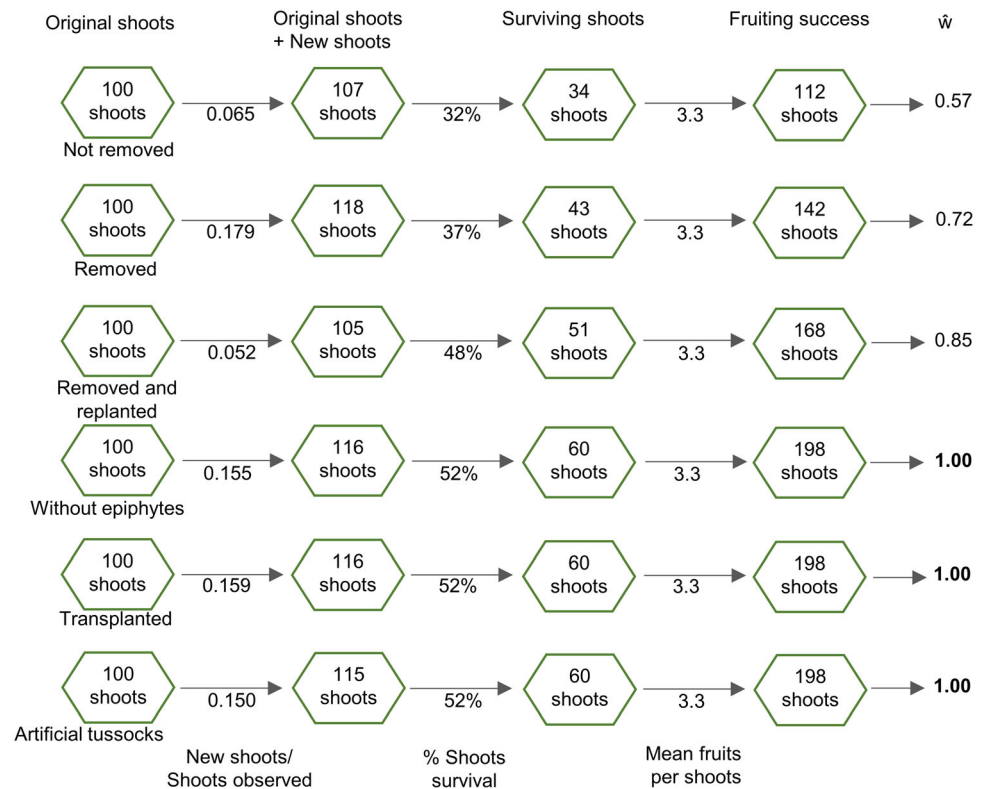 Original shoots
Original shoots
+ New shoots
Surviving shoots
Fruiting success
ŵ
100
shoots
0.065
107
shoots
32%
34
shoots
3.3
112
shoots
0.57
Not removed
100
shoots
0.179
118
shoots
37%
43
shoots
3.3
142
shoots
0.72
Removed
100
shoots
0.052
105
shoots
48%
51
shoots
3.3
168
shoots
0.85
Removed and
replanted
100
shoots
0.155
116
shoots
52%
60
shoots
3.3
198
shoots
1.00
Without epiphytes
100
shoots
0.159
116
shoots
52%
60
shoots
3.3
198
shoots
1.00
Transplanted
100
shoots
0.150
115
shoots
52%
60
shoots
3.3
198
shoots
1.00
Artificial tussocks
New shoots/
Shoots observed
% Shoots
survival
Mean fruits
per shoots